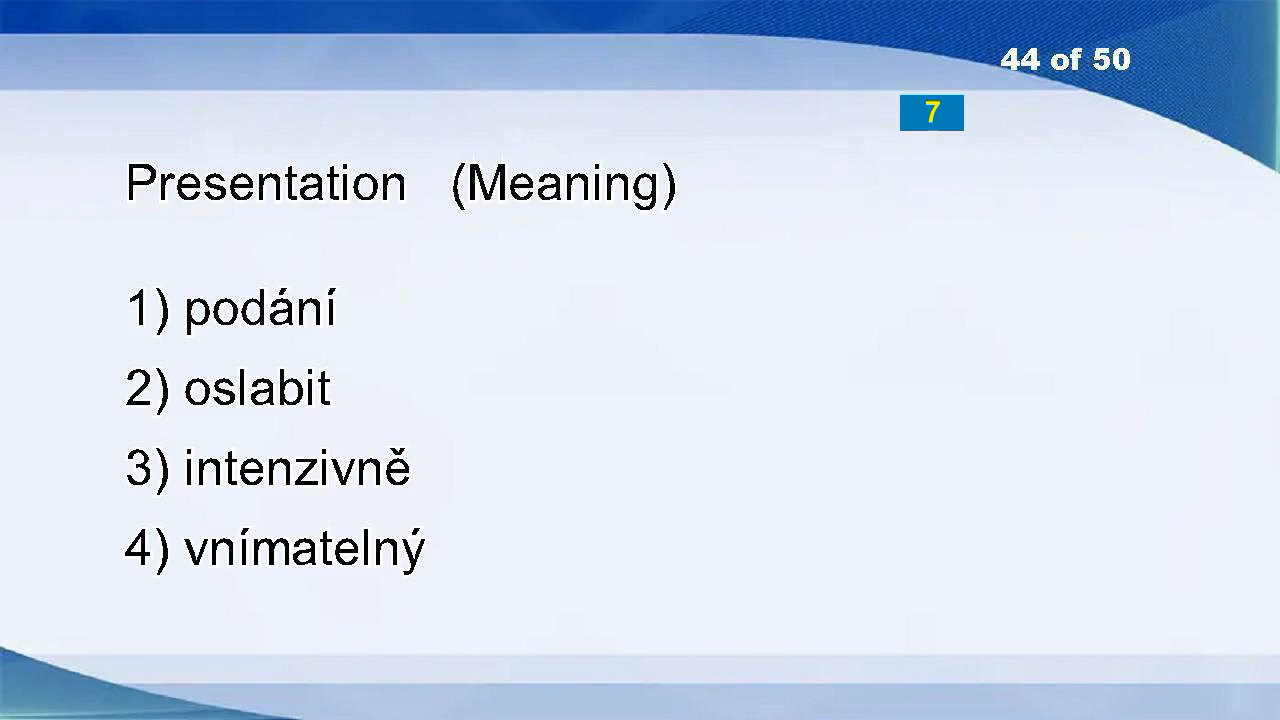 44 of 50
7
Presentation (Meaning)
1) podání
2) oslabit
3) intenzivně
4) vnímatelný